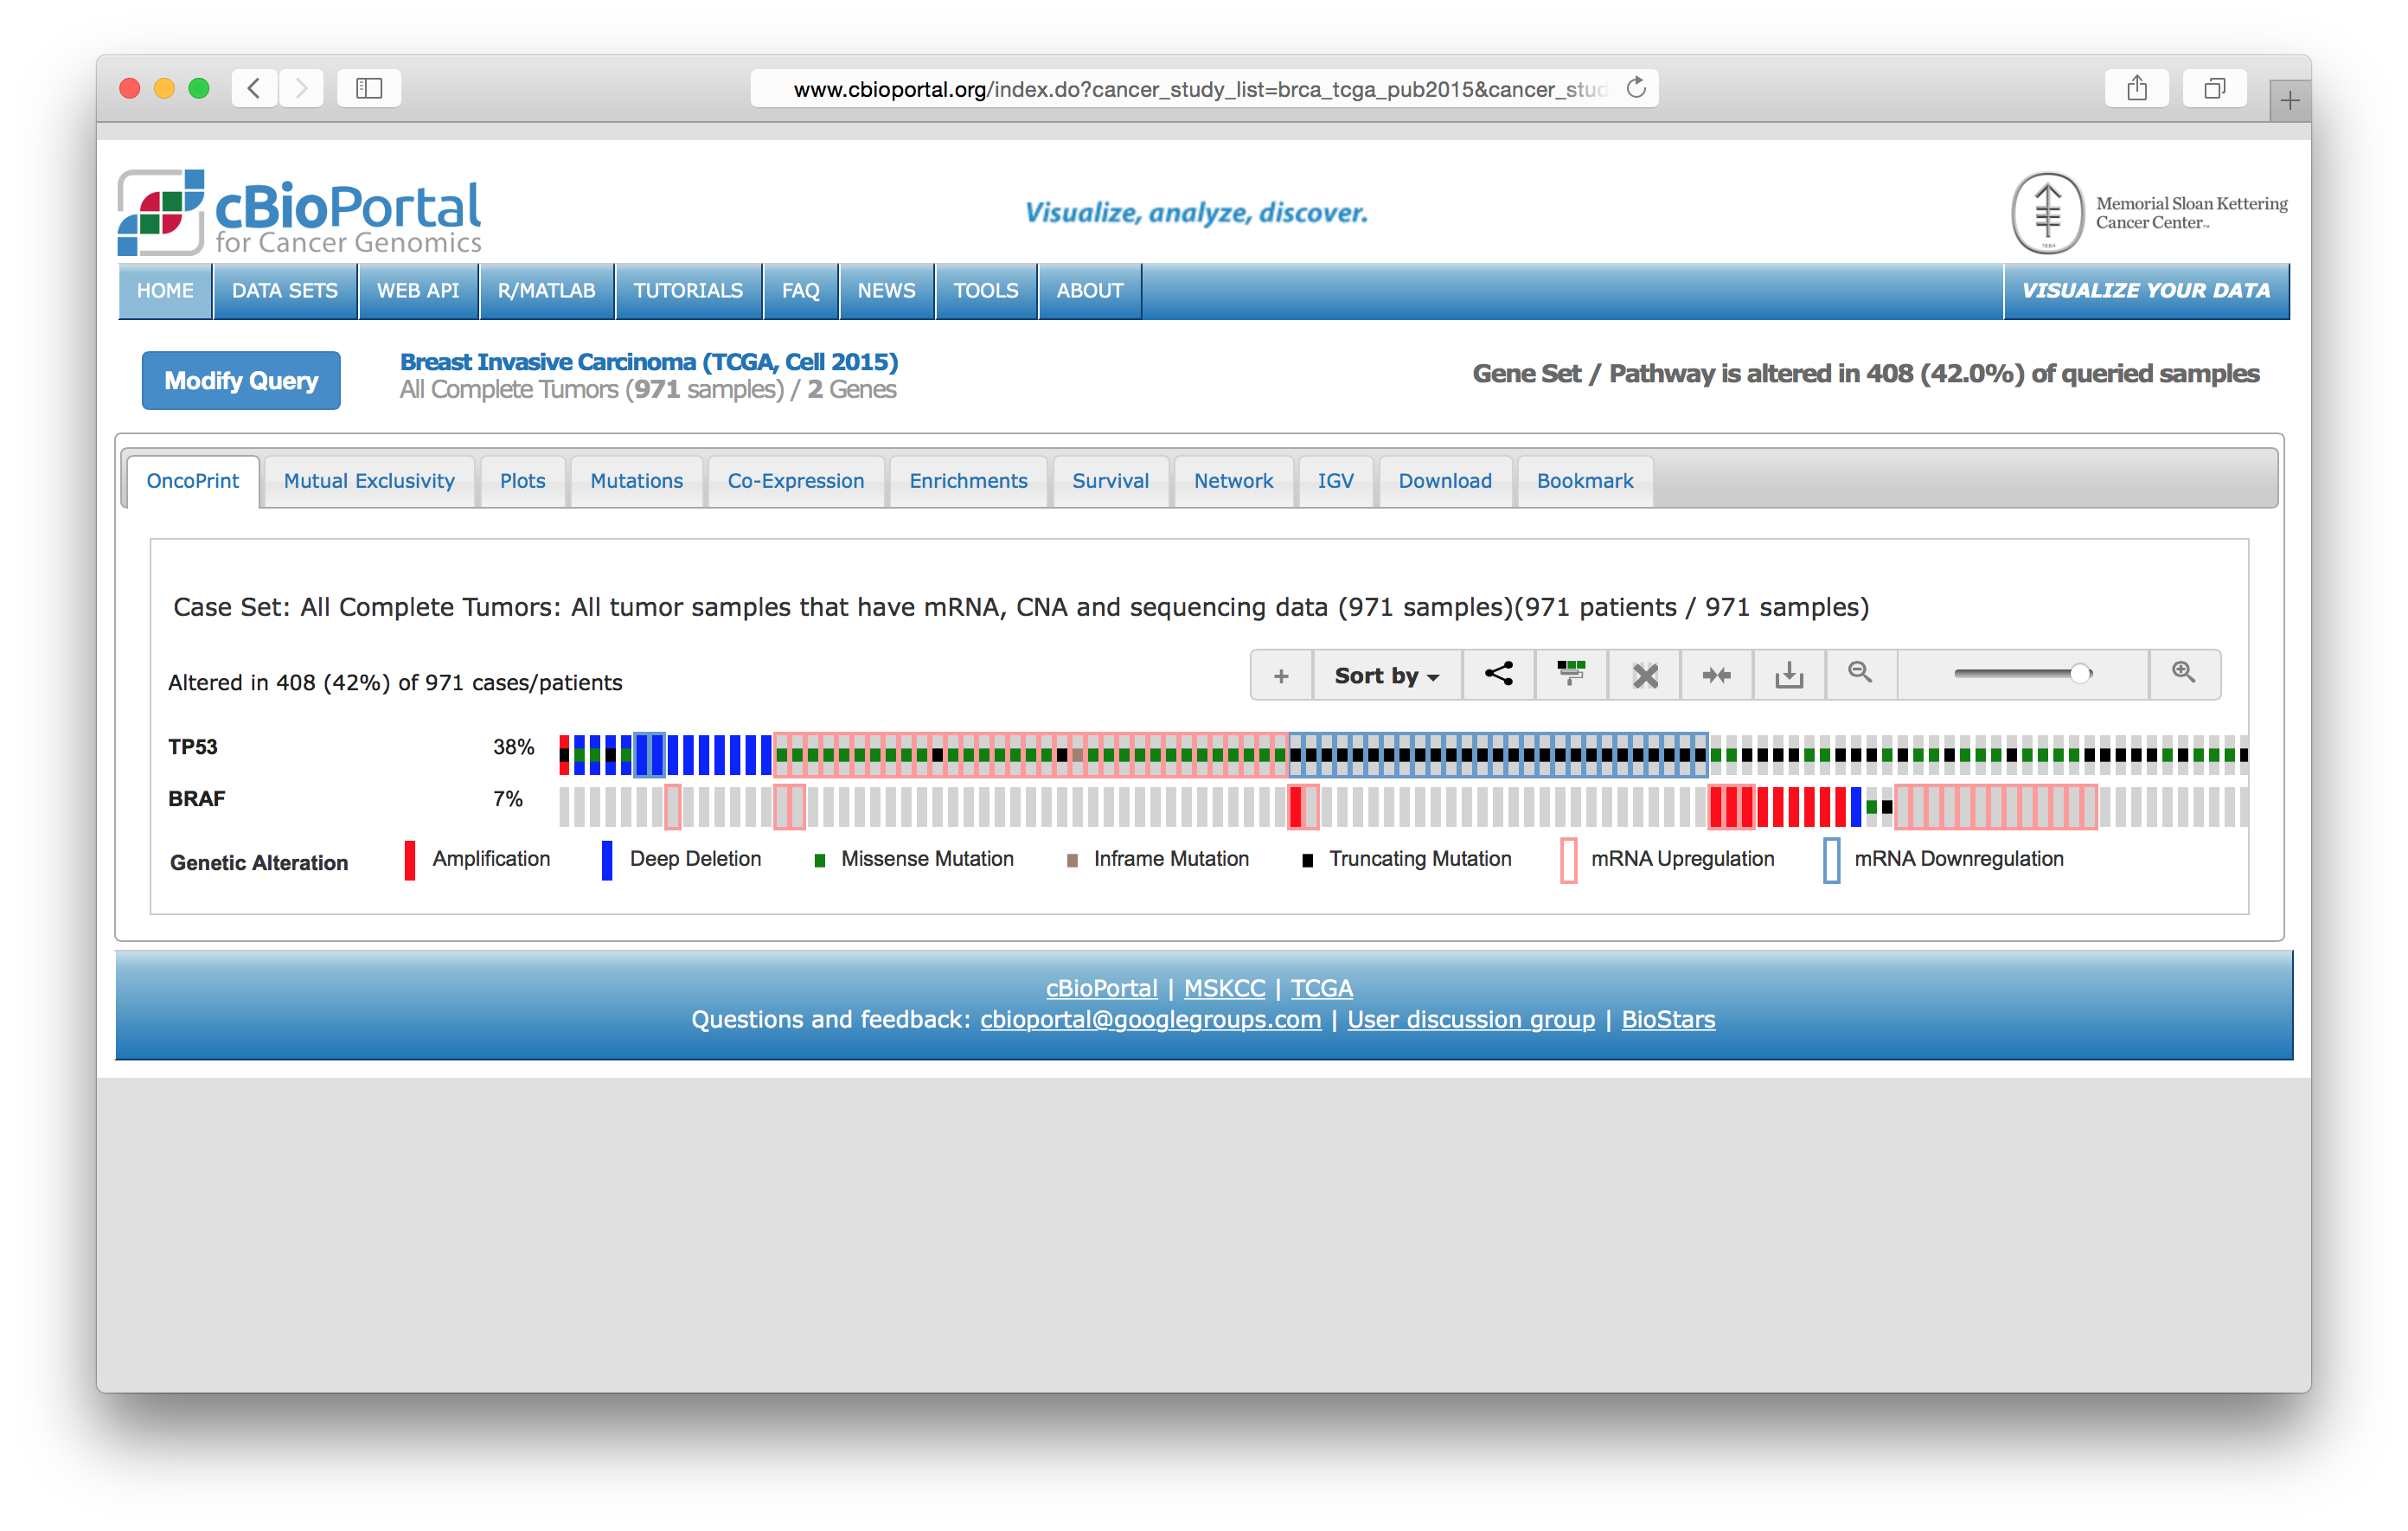 www.cbioportal.org/index.do?cancer_study_list=brca_tcga_pub2015&cancer_stud
cBioPortal
for Cancer Genomics
Visualize, analyze, discover.
Memorial Sloan Kettering
Cancer Center
HOME DATA SETS WEB API R/MATLAB TUTORIALS FAQ NEWS TOOLS ABOUT VISUALIZE YOUR DATA
Modify Query
Breast Invasive Carcinoma (TCGA, Cell 2015)
All Complete Tumors (971 samples) / 2 Genes
Gene Set / Pathway is altered in 408 (42.0%) of queried samples
OncoPrint Mutual Exclusivity Plots Mutations Co-Expression Enrichments Survival Network IGV Download Bookmark
Case Set: All Complete Tumors: All tumor samples that have mRNA, CNA and sequencing data (971 samples)(971 patients / 971 samples)
Altered in 408 (42%) of 971 cases/patients
+ Sort by
TP53 38%
BRAF 7%
Genetic Alteration Amplification Deep Deletion Missense Mutation Inframe Mutation Truncating Mutation mRNA Upregulation mRNA Downregulation
cBioPortal | MSKCC | TCGA
Questions and feedback: cbioportal@googlegroups.com | User discussion group | BioStars